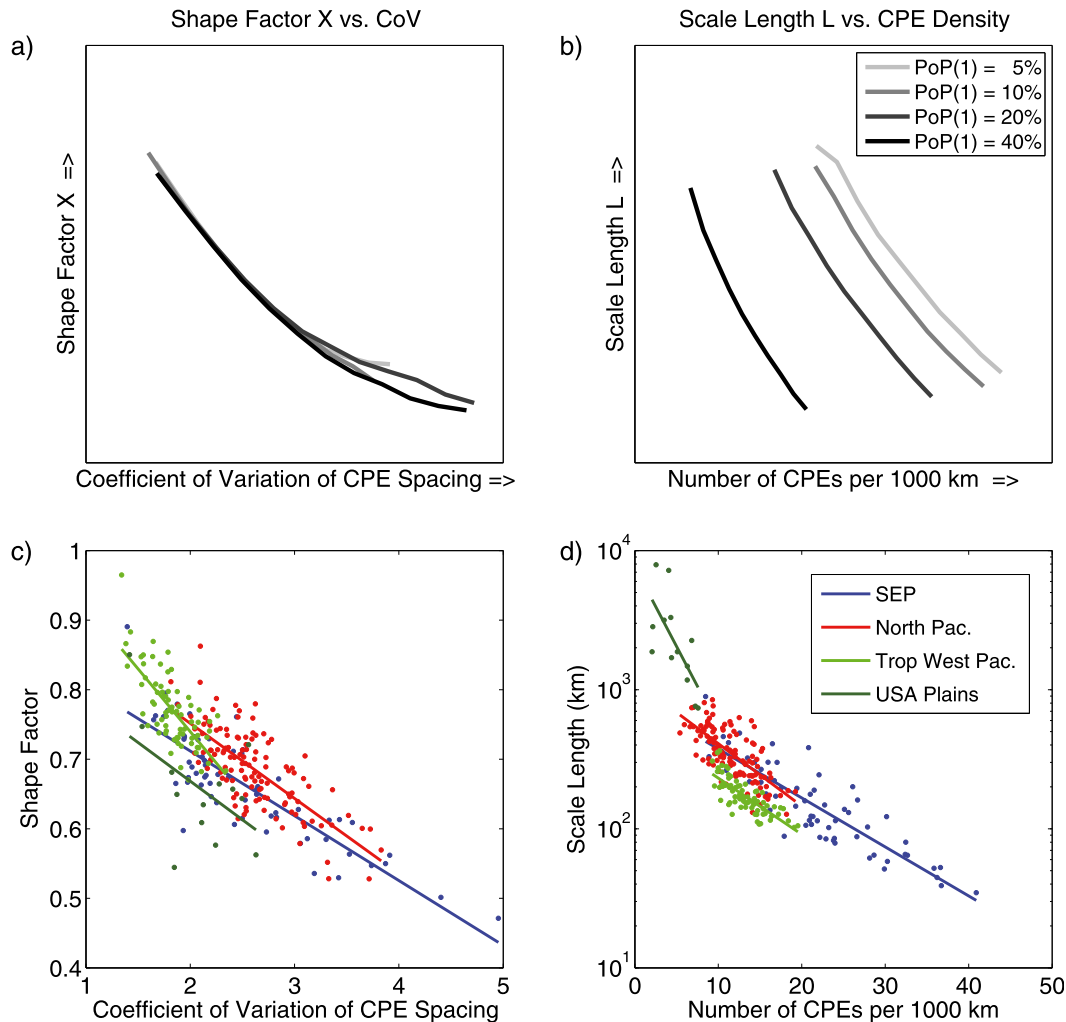 Shape Factor X vs. CoV
Scale Length L vs. CPE Density
a)
b)
PoP(1) = 5%
PoP(1) = 10%
PoP(1) = 20%
PoP(1) = 40%
Shape Factor X =>
Scale Length L =>
Coefficient of Variation of CPE Spacing =>
Number of CPEs per 1000 km =>
c)
d)
1
0.9
0.8
0.7
0.6
0.5
0.4
Shape Factor
1 2 3 4 5
Coefficient of Variation of CPE Spacing
10^4
10^3
10^2
10^1
Scale Length (km)
SEP
North Pac.
Trop West Pac.
USA Plains
0 10 20 30 40 50
Number of CPEs per 1000 km